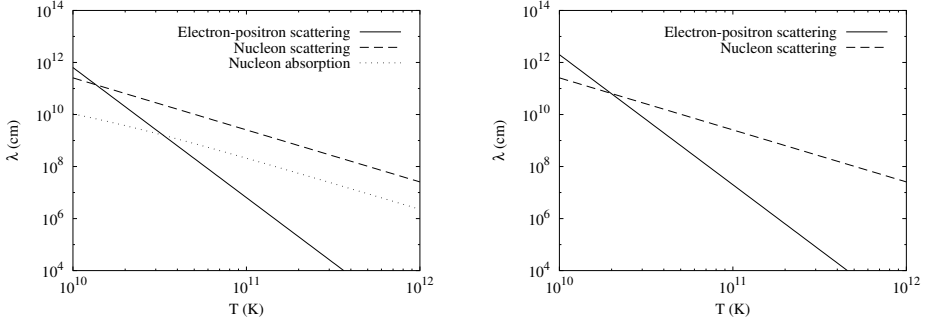 10^14
10^12
10^10
10^8
10^6
10^4
λ (cm)
Electron-positron scattering
Nucleon scattering
Nucleon absorption
10^10
10^11
10^12
T (K)
10^14
10^12
10^10
10^8
10^6
10^4
λ (cm)
Electron-positron scattering
Nucleon scattering
10^10
10^11
10^12
T (K)